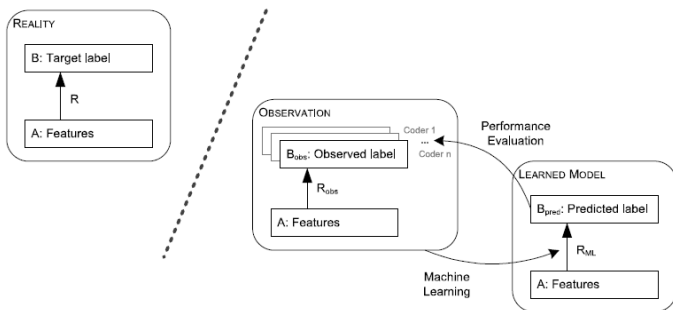 REALITY
B: Target label
R
A: Features
OBSERVATION
Coder 1
...
Coder n
Bobs: Observed label
Robs
A: Features
Performance
Evaluation
LEARNED MODEL
Bpred: Predicted label
RML
A: Features
Machine
Learning